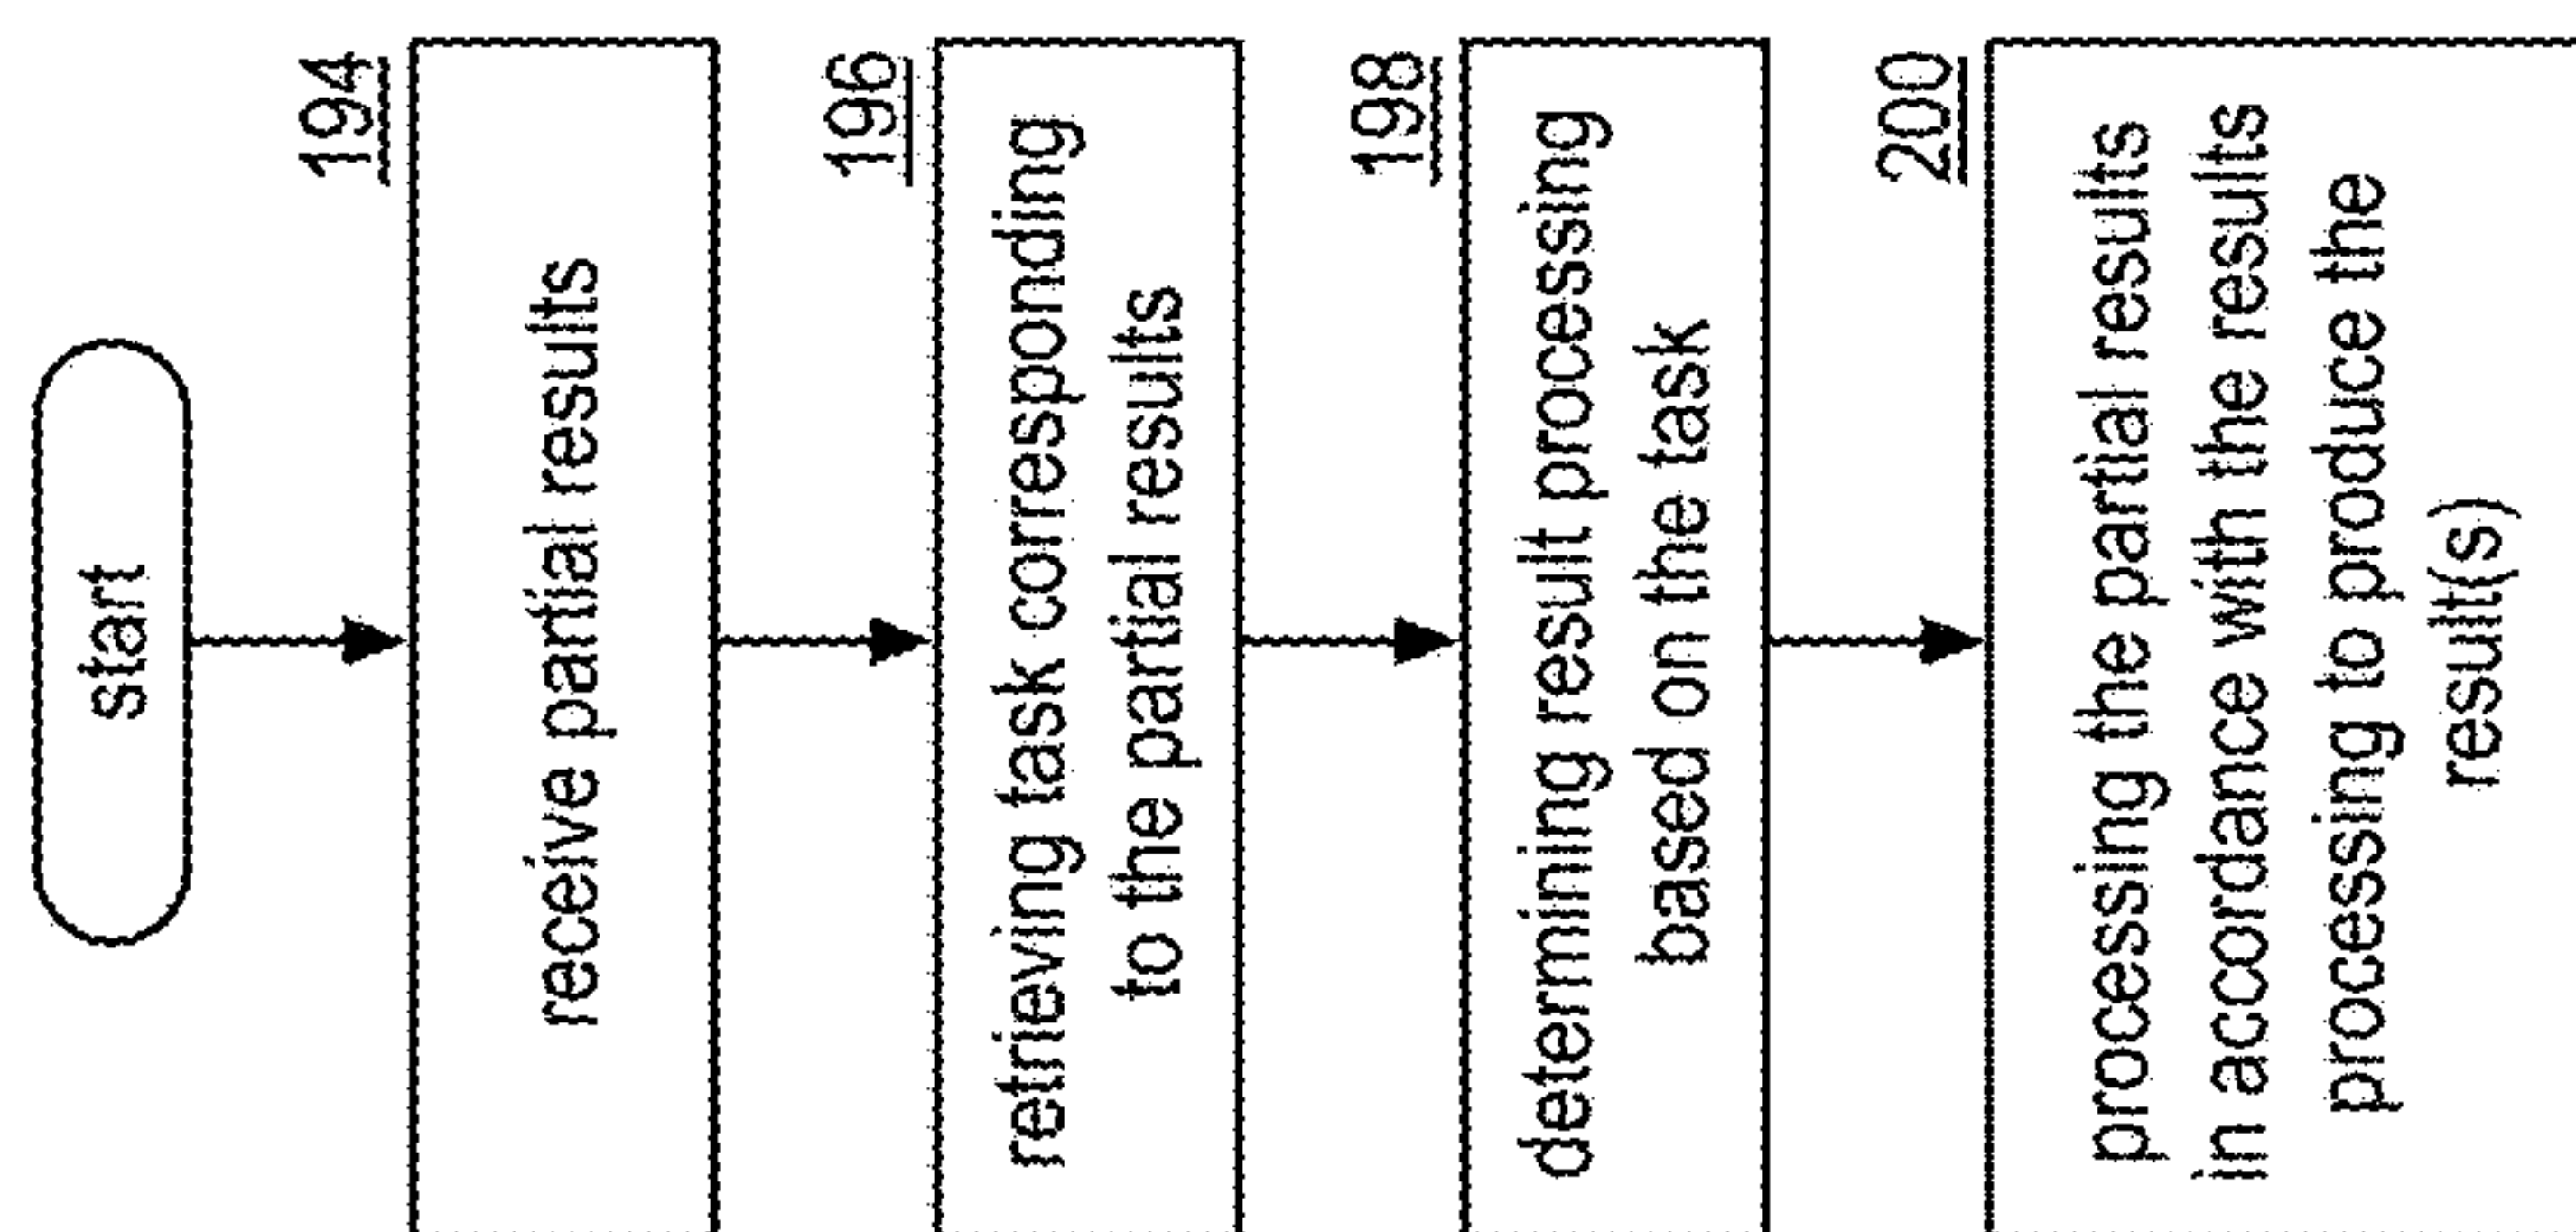 start
194
receive partial results
196
retrieving task corresponding
to the partial results
198
determining result processing
based on the task
200
processing the partial results
in accordance with the results
processing to produce the
result(s)